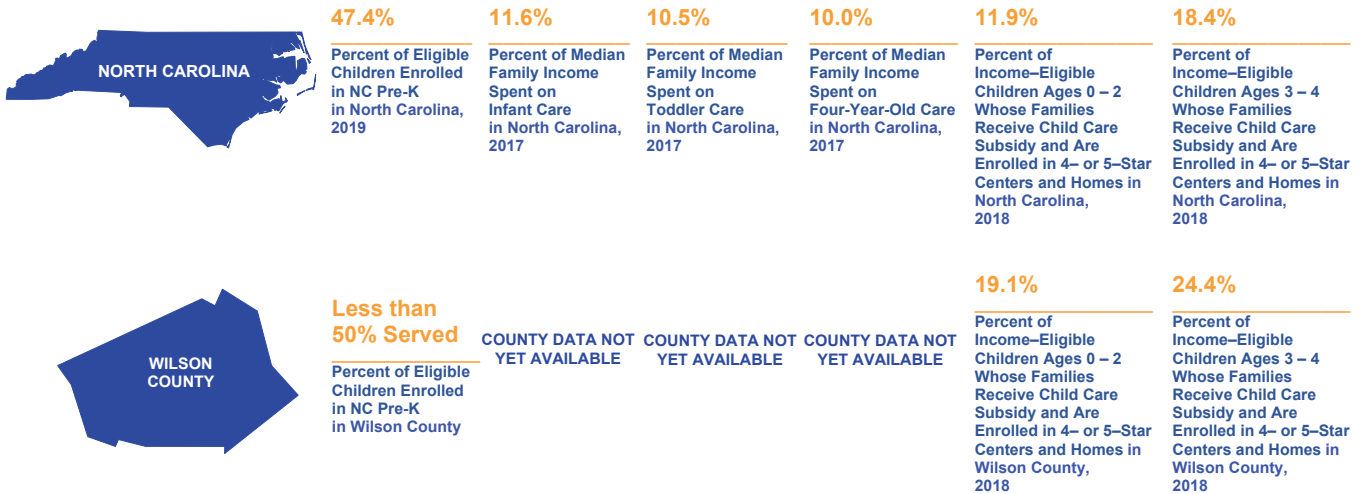 NORTH CAROLINA
47.4%
Percent of Eligible
Children Enrolled
in NC Pre-K
in North Carolina,
2019
11.6%
Percent of Median
Family Income
Spent on
Infant Care
in North Carolina,
2017
10.5%
Percent of Median
Family Income
Spent on
Toddler Care
in North Carolina,
2017
10.0%
Percent of Median
Family Income
Spent on
Four-Year-Old Care
in North Carolina,
2017
11.9%
Percent of
Income–Eligible
Children Ages 0 – 2
Whose Families
Receive Child Care
Subsidy and Are
Enrolled in 4– or 5–Star
Centers and Homes in
North Carolina,
2018
18.4%
Percent of
Income–Eligible
Children Ages 3 – 4
Whose Families
Receive Child Care
Subsidy and Are
Enrolled in 4– or 5–Star
Centers and Homes in
North Carolina,
2018
WILSON
COUNTY
Less than
50% Served
Percent of Eligible
Children Enrolled
in NC Pre-K
in Wilson County
COUNTY DATA NOT
YET AVAILABLE
COUNTY DATA NOT
YET AVAILABLE
COUNTY DATA NOT
YET AVAILABLE
19.1%
Percent of
Income–Eligible
Children Ages 0 – 2
Whose Families
Receive Child Care
Subsidy and Are
Enrolled in 4– or 5–Star
Centers and Homes in
Wilson County,
2018
24.4%
Percent of
Income–Eligible
Children Ages 3 – 4
Whose Families
Receive Child Care
Subsidy and Are
Enrolled in 4– or 5–Star
Centers and Homes in
Wilson County,
2018